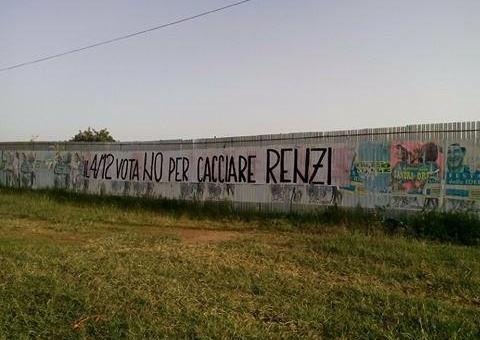 IL 4/12 VOTA NO PER CACCIARE RENZI